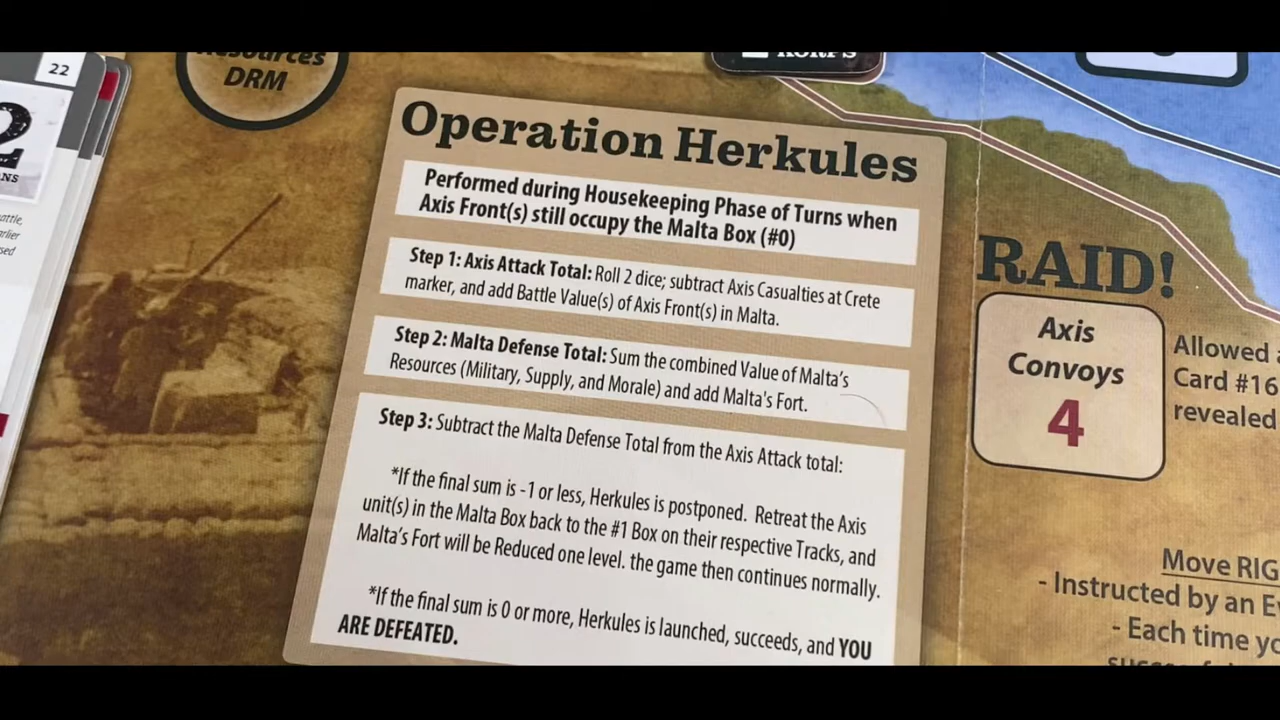 22
Resources
DRM
KORPS
2
attle,
Operation Herkules
Performed during Housekeeping Phase of Turns when
Axis Front(s) still occupy the Malta Box (#0)
Step 1: Axis Attack Total: Roll 2 dice; subtract Axis Casualties at Crete
marker, and add Battle Value(s) of Axis Front(s) in Malta.
Step 2: Malta Defense Total: Sum the combined Value of Malta's
Resources (Military, Supply, and Morale) and add Malta's Fort.
Step 3: Subtract the Malta Defense Total from the Axis Attack total:
*If the final sum is -1 or less, Herkules is postponed. Retreat the Axis
unit(s) in the Malta Box back to the #1 Box on their respective Tracks, and
Malta's Fort will be Reduced one level. the game then continues normally.
*If the final sum is 0 or more, Herkules is launched, succeeds, and YOU
ARE DEFEATED.
RAID!
Axis
Convoys
4
Allowed
Card #16
revealed
Move RIG
- Instructed by an E
- Each time yo